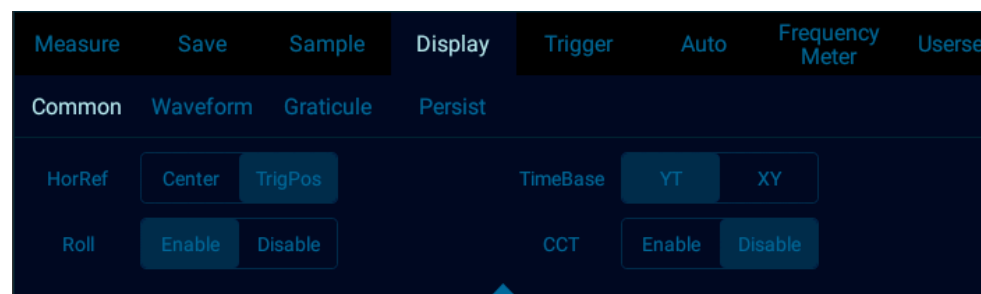 Measure Save Sample Display Trigger Auto Frequency Meter Userse
Common Waveform Graticule Persist
HorRef Center TrigPos TimeBase YT XY
Roll Enable Disable CCT Enable Disable